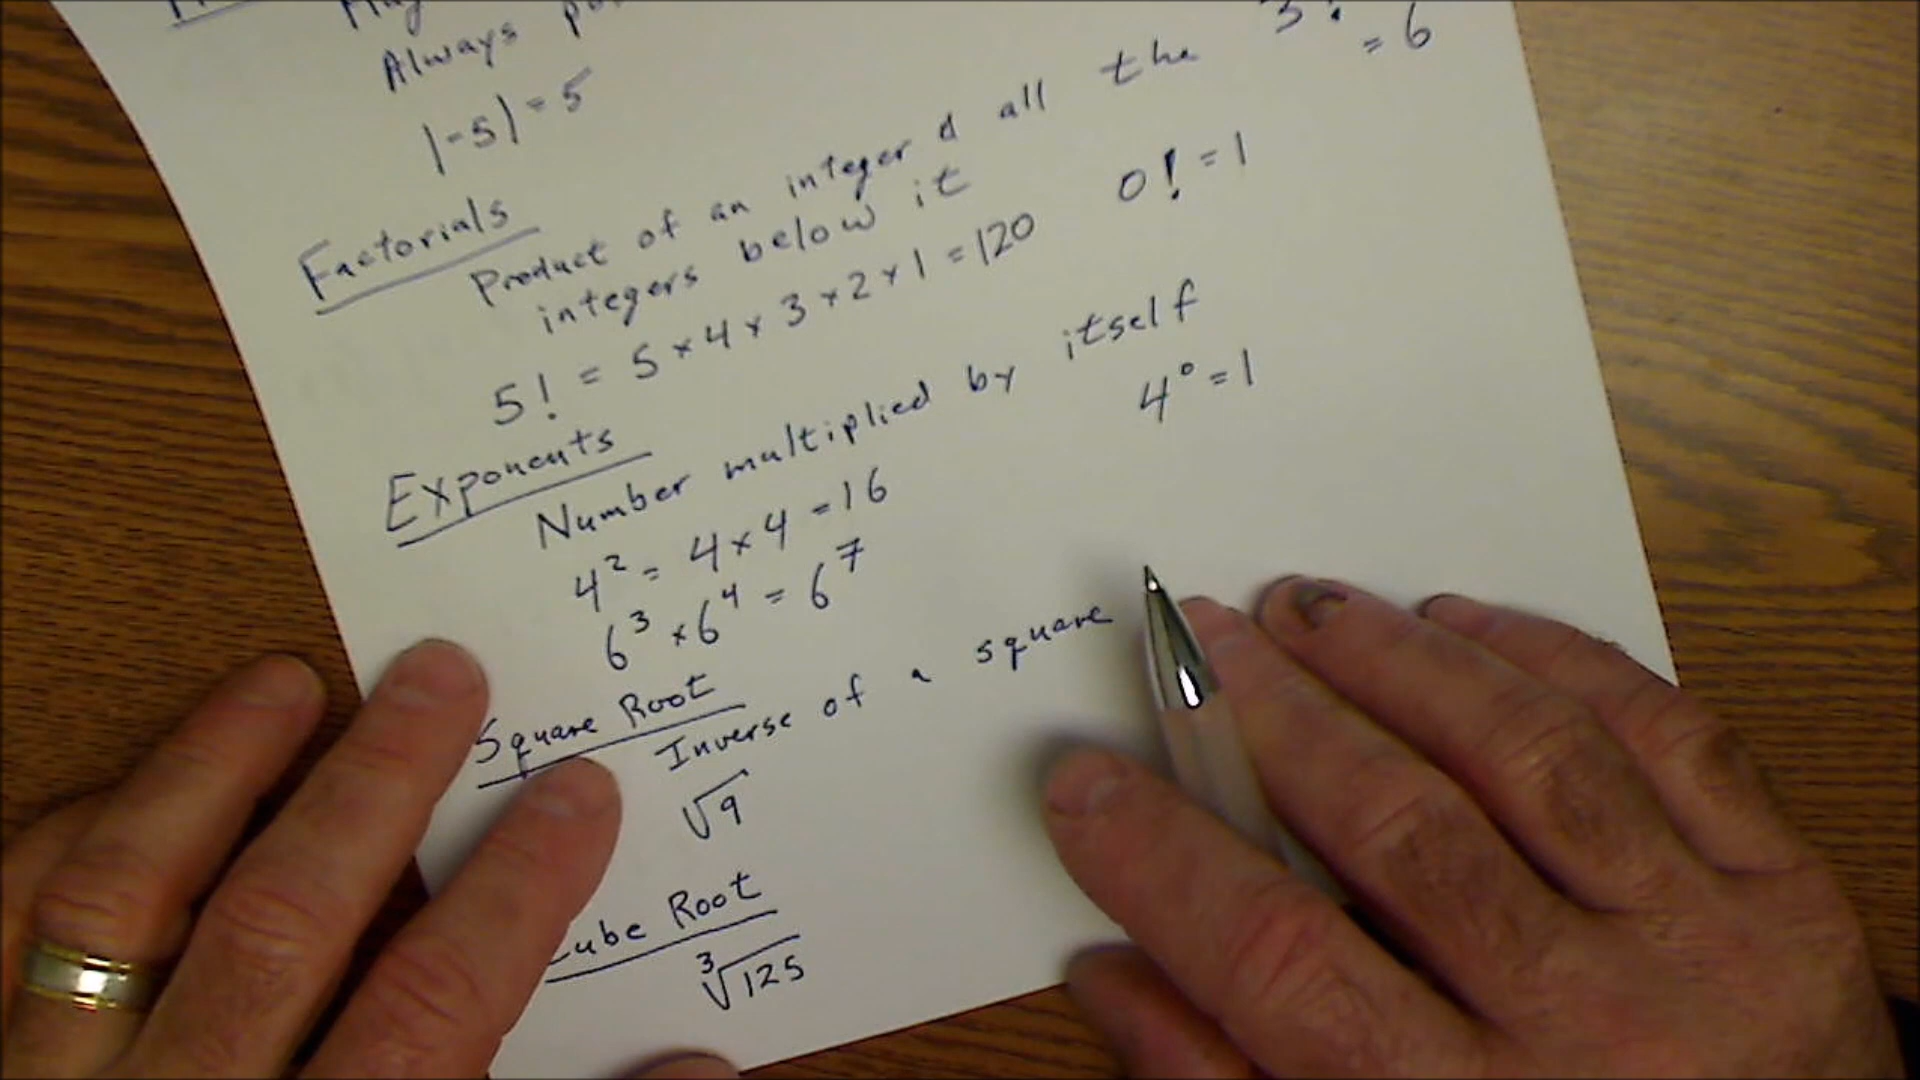 Always
|-5| = 5
3!
= 6
Factorials
Product of an integer & all the
integers below it
5! = 5 x 4 x 3 x 2 x 1 = 120
0! = 1
Exponents
Number multiplied by itself
4² = 4 x 4 = 16
4⁰ = 1
6³ x 6⁴ = 6⁷
Square Root
Inverse of a square
√9
Cube Root
³√125